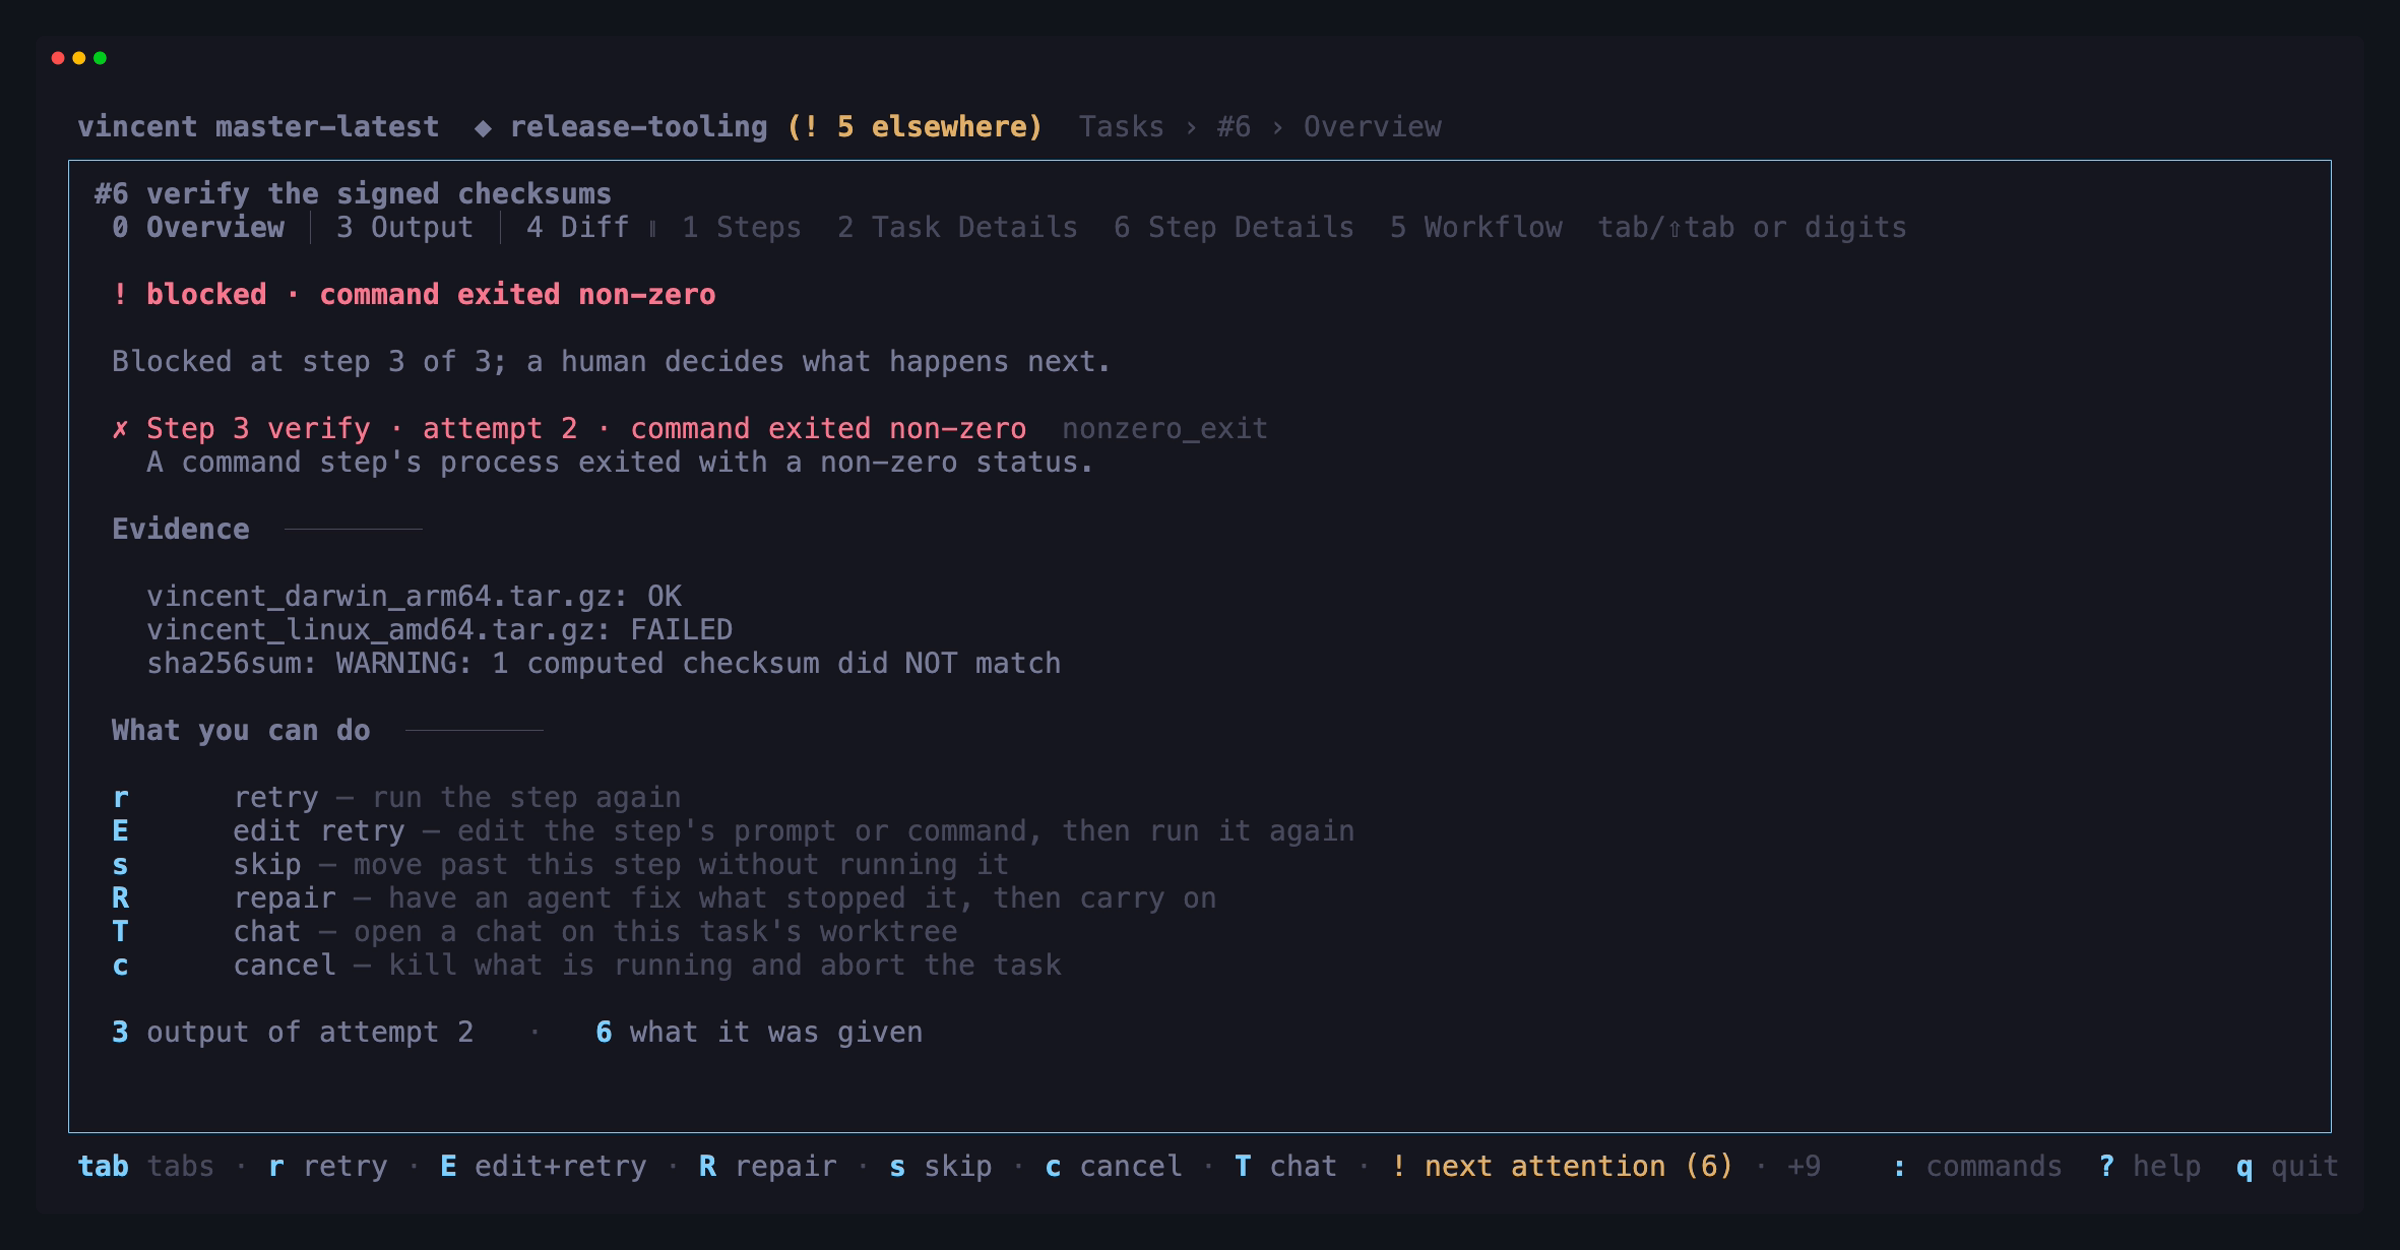 vincent master-latest ◆ release-tooling (! 5 elsewhere) Tasks › #6 › Overview
#6 verify the signed checksums
0 Overview │ 3 Output │ 4 Diff ⦀ 1 Steps 2 Task Details 6 Step Details 5 Workflow tab/⇧tab or digits
! blocked · command exited non-zero
Blocked at step 3 of 3; a human decides what happens next.
✗ Step 3 verify · attempt 2 · command exited non-zero nonzero_exit
A command step's process exited with a non-zero status.
Evidence
vincent_darwin_arm64.tar.gz: OK
vincent_linux_amd64.tar.gz: FAILED
sha256sum: WARNING: 1 computed checksum did NOT match
What you can do
r retry — run the step again
E edit retry — edit the step's prompt or command, then run it again
s skip — move past this step without running it
R repair — have an agent fix what stopped it, then carry on
T chat — open a chat on this task's worktree
c cancel — kill what is running and abort the task
3 output of attempt 2 · 6 what it was given
tab tabs · r retry · E edit+retry · R repair · s skip · c cancel · T chat · ! next attention (6) · +9 : commands ? help q quit